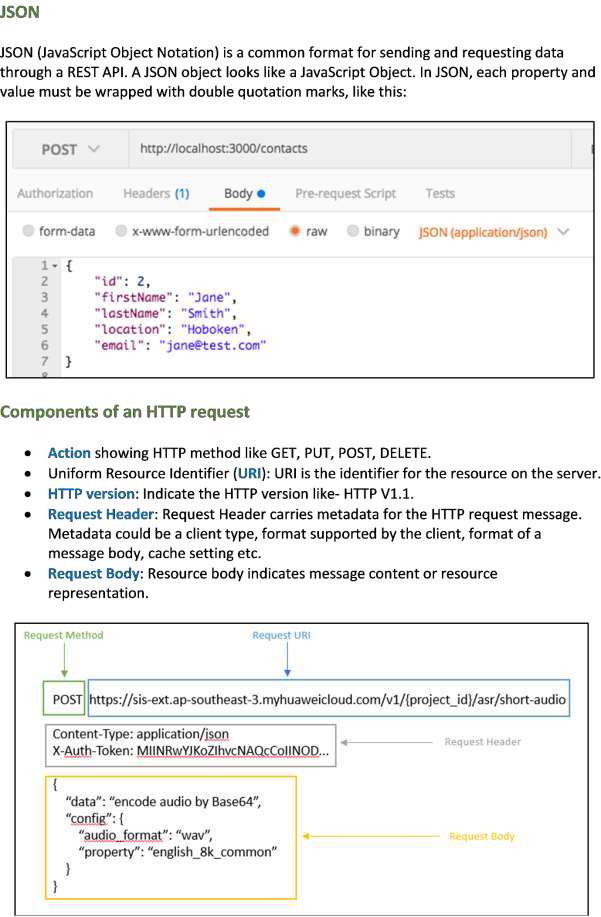 JSON
JSON (JavaScript Object Notation) is a common format for sending and requesting data
through a REST API. A JSON object looks like a JavaScript Object. In JSON, each property and
value must be wrapped with double quotation marks, like this:
POST
http://localhost:3000/contacts
Authorization Headers (1) Body Pre-request Script Tests
form-data x-www-form-urlencoded raw binary JSON (application/json)
1 {
2 "id": 2,
3 "firstName": "Jane",
4 "lastName": "Smith",
5 "location": "Hoboken",
6 "email": "jane@test.com"
7 }
8
Components of an HTTP request
• Action showing HTTP method like GET, PUT, POST, DELETE.
• Uniform Resource Identifier (URI): URI is the identifier for the resource on the server.
• HTTP version: Indicate the HTTP version like- HTTP V1.1.
• Request Header: Request Header carries metadata for the HTTP request message.
Metadata could be a client type, format supported by the client, format of a
message body, cache setting etc.
• Request Body: Resource body indicates message content or resource
representation.
Request Method Request URI
POST https://sis-ext.ap-southeast-3.myhuaweicloud.com/v1/{project_id}/asr/short-audio
Content-Type: application/json
X-Auth-Token: MIINRwYJKoZIhvcNAQcCoIINOD...
Request Header
{
"data": "encode audio by Base64",
"config": {
"audio_format": "wav",
"property": "english_8k_common"
}
}
Request Body